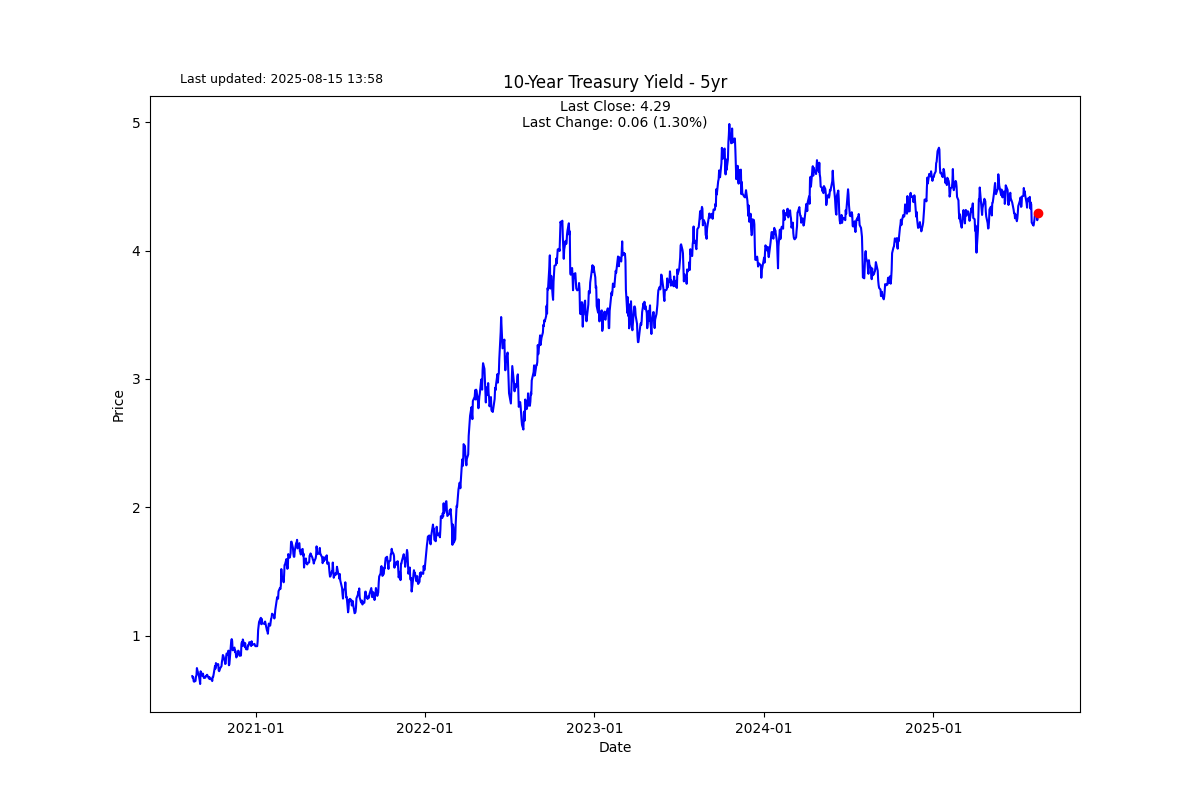 Last updated: 2025-08-15 13:58
10-Year Treasury Yield - 5yr
Last Close: 4.29
Last Change: 0.06 (1.30%)
5
4
3
2
1
Price
2021-01
2022-01
2023-01
2024-01
2025-01
Date